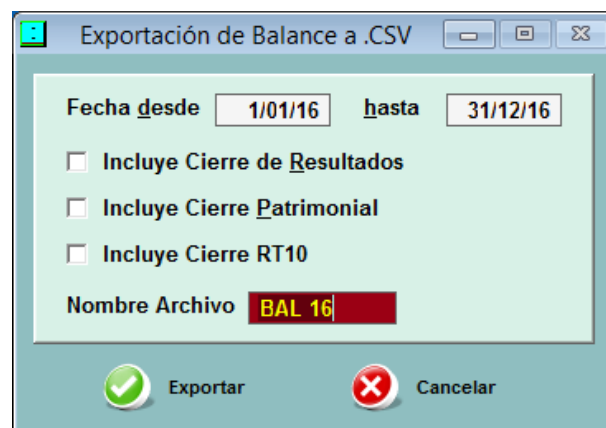 Exportación de Balance a .CSV
Fecha desde 1/01/16 hasta 31/12/16
Incluye Cierre de Resultados
Incluye Cierre Patrimonial
Incluye Cierre RT10
Nombre Archivo BAL 16
Exportar Cancelar